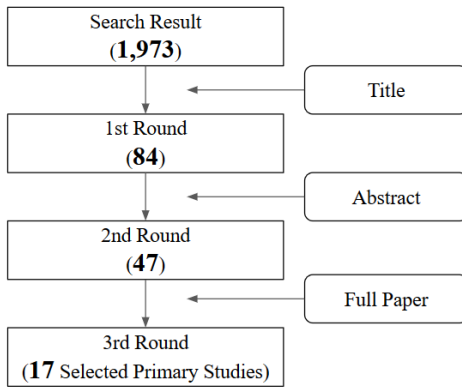 Search Result
(1,973)
Title
1st Round
(84)
Abstract
2nd Round
(47)
Full Paper
3rd Round
(17 Selected Primary Studies)